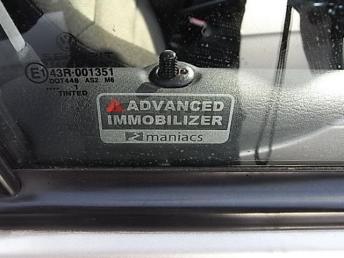 E1 43R-001351
DOT448 AS2 M6
TINTED
ADVANCED
IMMOBILIZER
maniacs